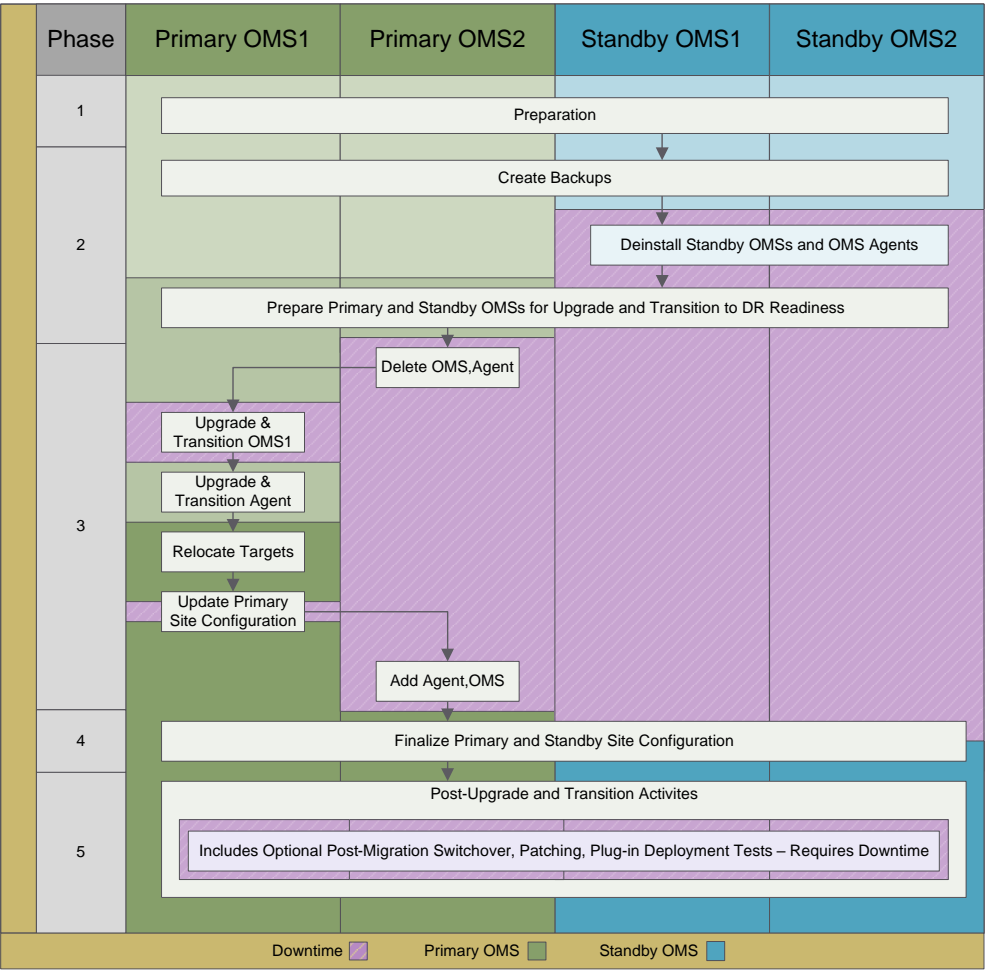 Phase
Primary OMS1
Primary OMS2
Standby OMS1
Standby OMS2
1
Preparation
2
Create Backups
Deinstall Standby OMSs and OMS Agents
Prepare Primary and Standby OMSs for Upgrade and Transition to DR Readiness
3
Delete OMS,Agent
Upgrade &
Transition OMS1
Upgrade &
Transition Agent
Relocate Targets
Update Primary
Site Configuration
Add Agent,OMS
4
Finalize Primary and Standby Site Configuration
5
Post-Upgrade and Transition Activites
Includes Optional Post-Migration Switchover, Patching, Plug-in Deployment Tests – Requires Downtime
Downtime
Primary OMS
Standby OMS